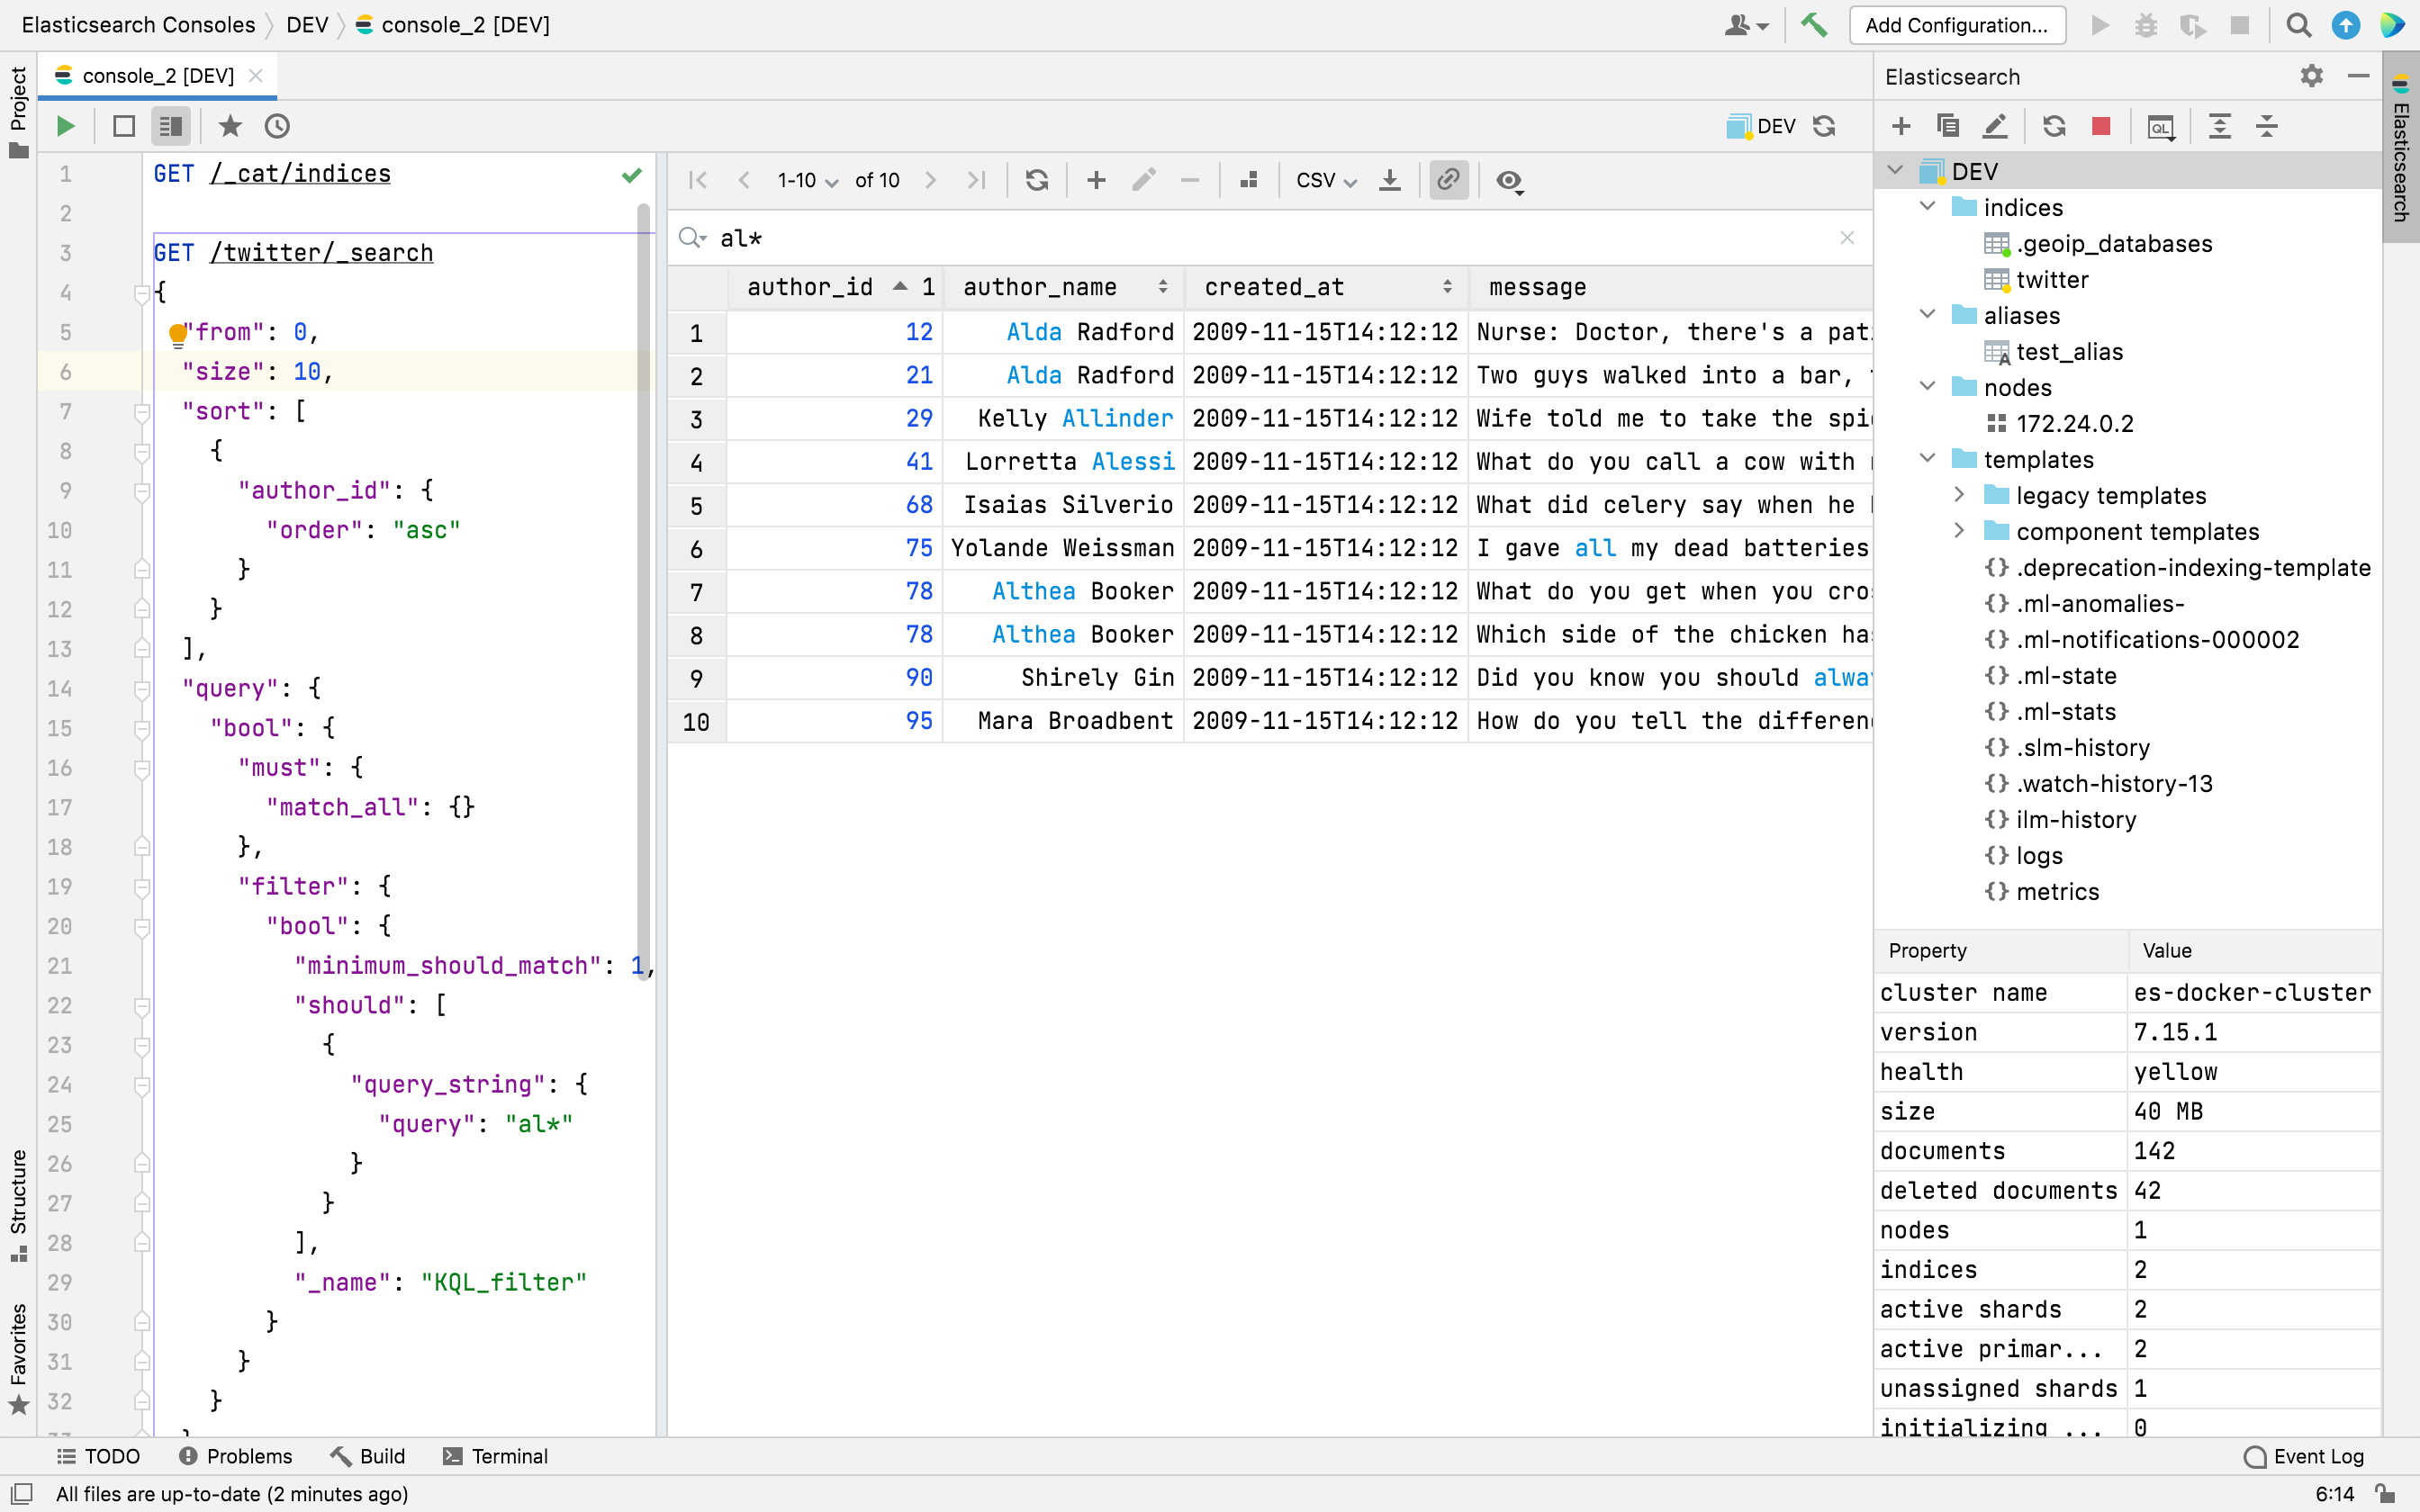 Elasticsearch Consoles DEV console_2 [DEV] Add Configuration...
Project
console_2 [DEV]
DEV
1 GET /_cat/indices
2
3 GET /twitter/_search
4 {
5 "from": 0,
6 "size": 10,
7 "sort": [
8 {
9 "author_id": {
10 "order": "asc"
11 }
12 }
13 ],
14 "query": {
15 "bool": {
16 "must": {
17 "match_all": {}
18 },
19 "filter": {
20 "bool": {
21 "minimum_should_match": 1,
22 "should": [
23 {
24 "query_string": {
25 "query": "al*"
26 }
27 }
28 ],
29 "_name": "KQL_filter"
30 }
31 }
32 }
Structure
Favorites
1-10 of 10 CSV
al*
author_id 1 author_name created_at message
1 12 Alda Radford 2009-11-15T14:12:12 Nurse: Doctor, there's a pat
2 21 Alda Radford 2009-11-15T14:12:12 Two guys walked into a bar,
3 29 Kelly Allinder 2009-11-15T14:12:12 Wife told me to take the spi
4 41 Lorretta Alessi 2009-11-15T14:12:12 What do you call a cow with
5 68 Isaias Silverio 2009-11-15T14:12:12 What did celery say when he
6 75 Yolande Weissman 2009-11-15T14:12:12 I gave all my dead batteries
7 78 Althea Booker 2009-11-15T14:12:12 What do you get when you cros
8 78 Althea Booker 2009-11-15T14:12:12 Which side of the chicken has
9 90 Shirely Gin 2009-11-15T14:12:12 Did you know you should alway
10 95 Mara Broadbent 2009-11-15T14:12:12 How do you tell the differen
Elasticsearch
QL
Elasticsearch
DEV
indices
.geoip_databases
twitter
aliases
test_alias
nodes
172.24.0.2
templates
legacy templates
component templates
{} .deprecation-indexing-template
{} .ml-anomalies-
{} .ml-notifications-000002
{} .ml-state
{} .ml-stats
{} .slm-history
{} .watch-history-13
{} ilm-history
{} logs
{} metrics
Property Value
cluster name es-docker-cluster
version 7.15.1
health yellow
size 40 MB
documents 142
deleted documents 42
nodes 1
indices 2
active shards 2
active primar... 2
unassigned shards 1
initializing ... 0
TODO Problems Build Terminal Event Log
All files are up-to-date (2 minutes ago) 6:14